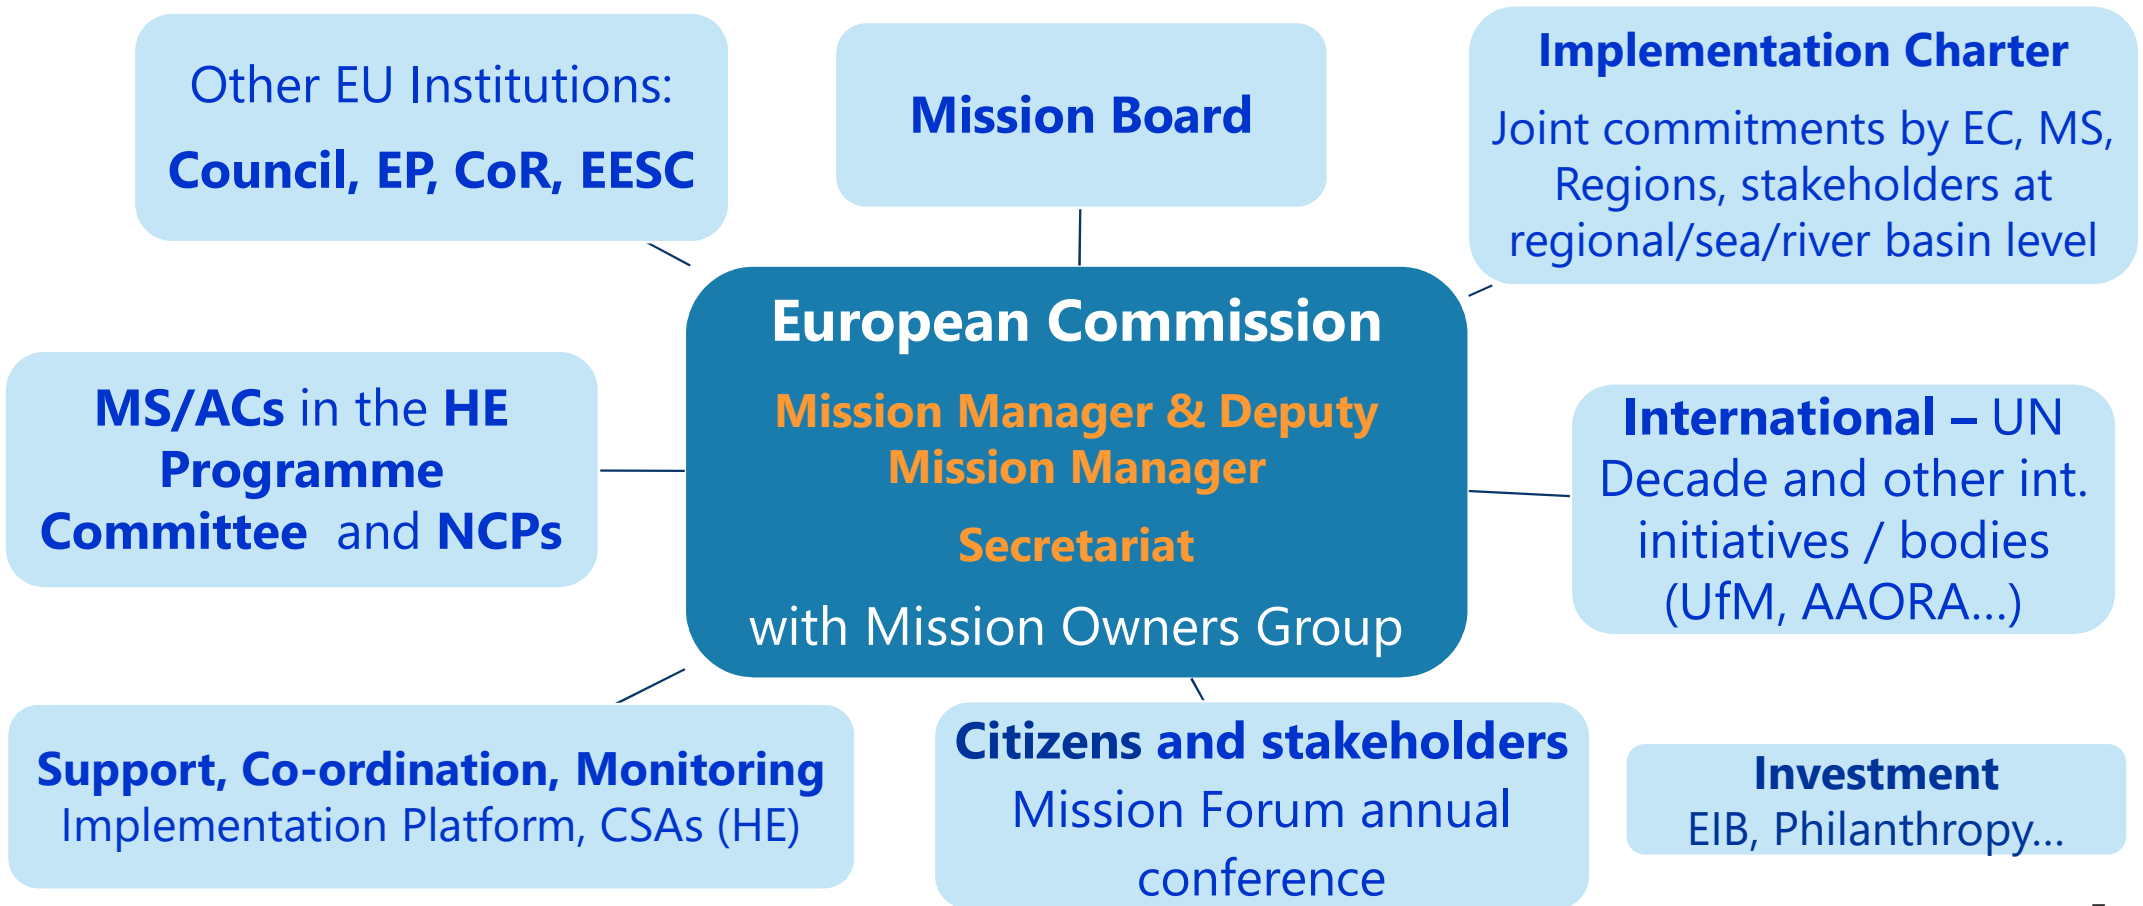 Other EU Institutions:
Council, EP, CoR, EESC
Mission Board
Implementation Charter
Joint commitments by EC, MS,
Regions, stakeholders at
regional/sea/river basin level
European Commission
Mission Manager & Deputy
Mission Manager
Secretariat
with Mission Owners Group
MS/ACs in the HE
Programme
Committee and NCPs
International – UN
Decade and other int.
initiatives / bodies
(UfM, AAORA...)
Support, Co-ordination, Monitoring
Implementation Platform, CSAs (HE)
Citizens and stakeholders
Mission Forum annual
conference
Investment
EIB, Philanthropy...